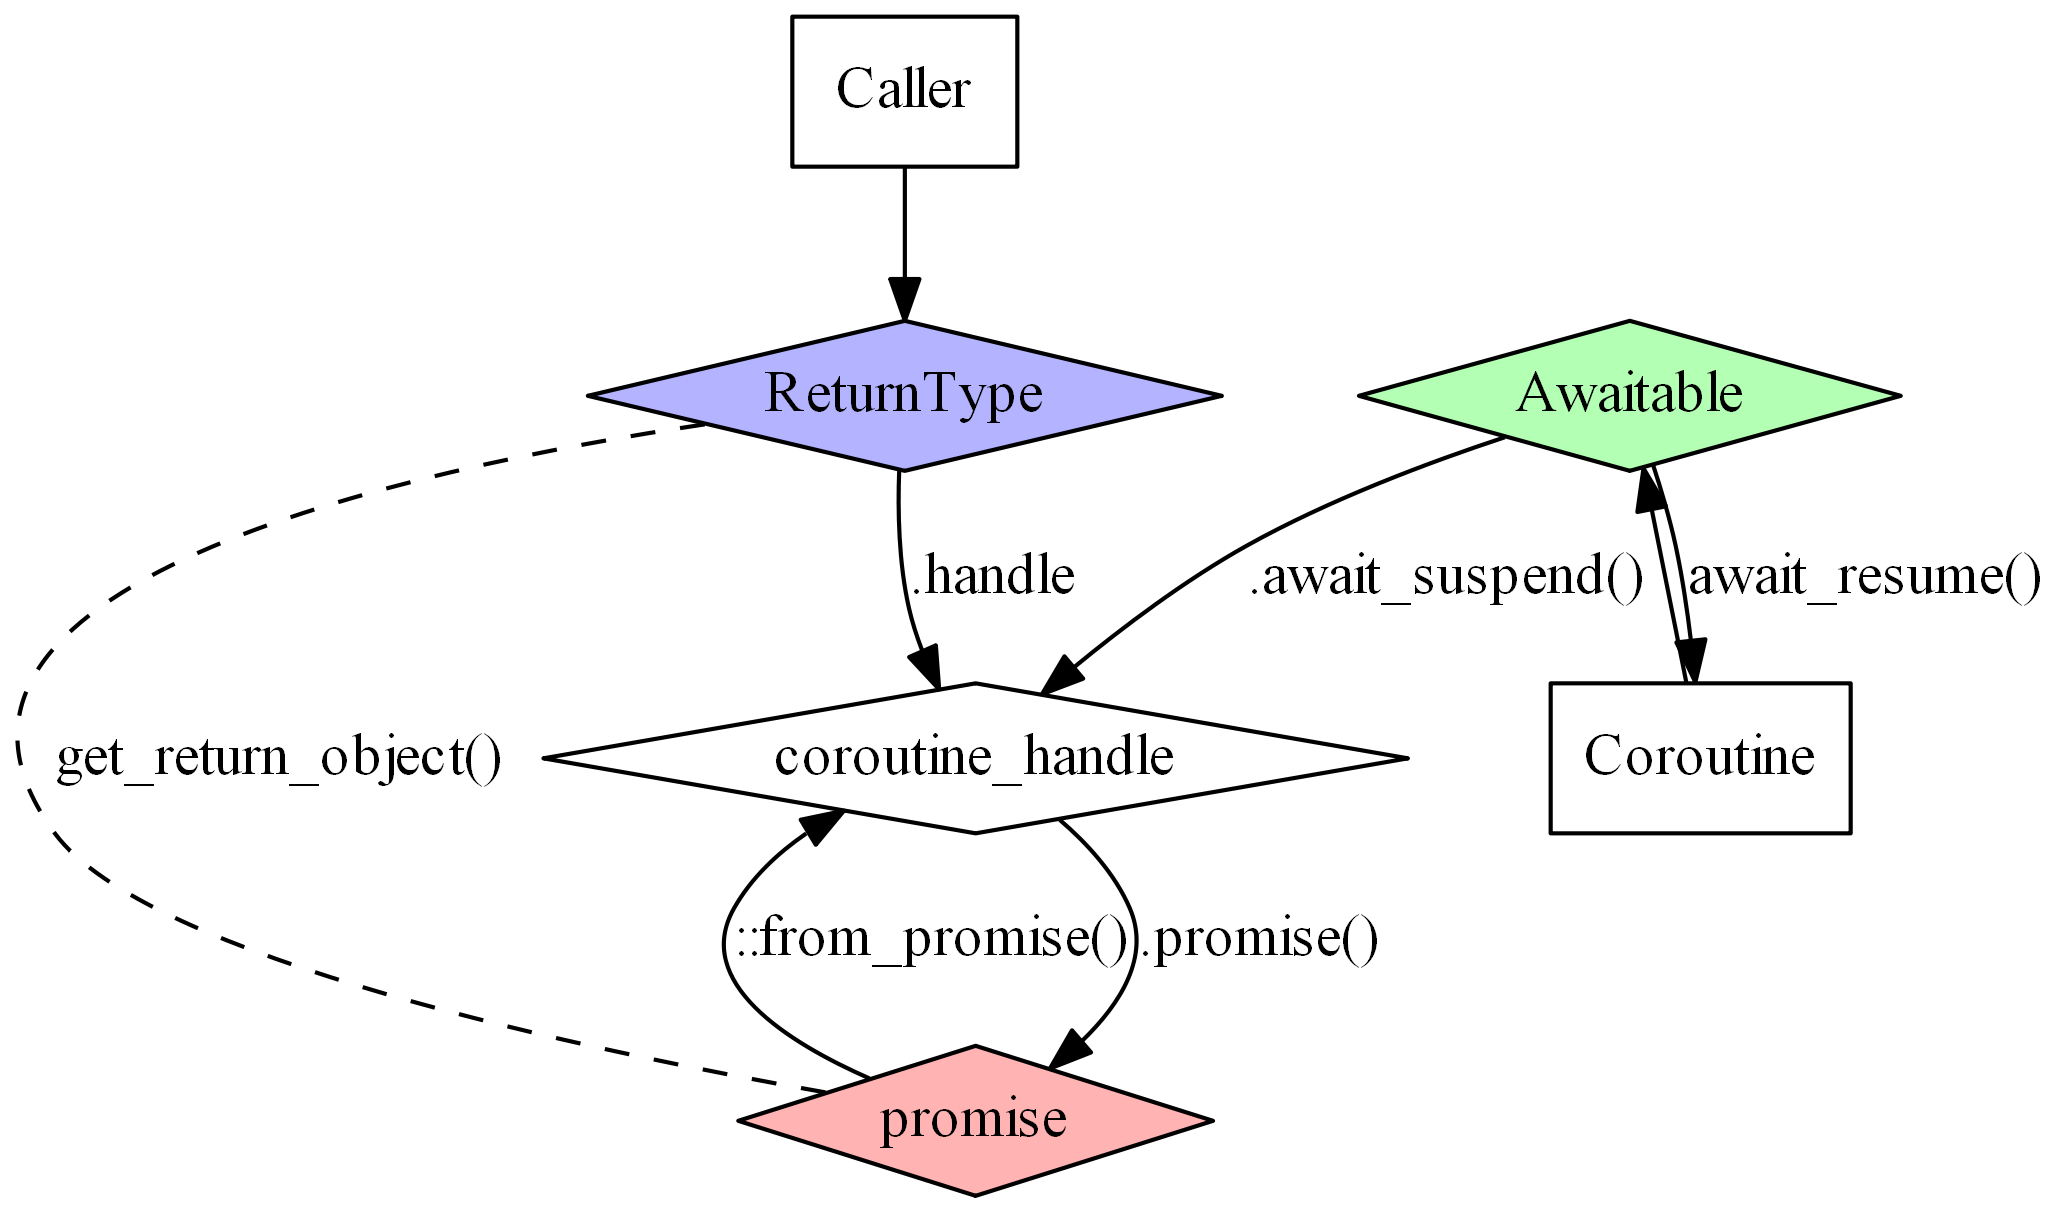 Caller
ReturnType
Awaitable
.handle
.await_suspend()
await_resume()
get_return_object()
coroutine_handle
Coroutine
::from_promise()
.promise()
promise